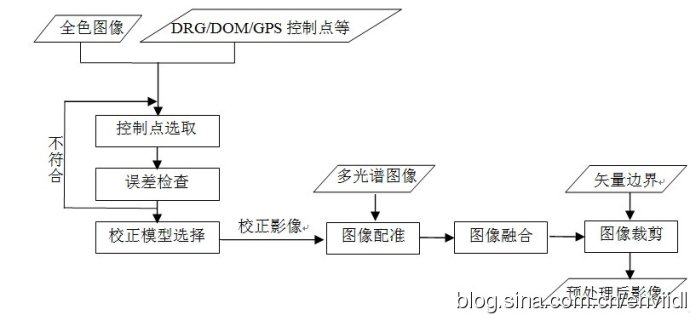 全色图像
DRG/DOM/GPS 控制点等
控制点选取
不符合
误差检查
多光谱图像
矢量边界
校正模型选择
校正影像
图像配准
图像融合
图像裁剪
预处理后影像
blog.sina.com.cn/enviidl